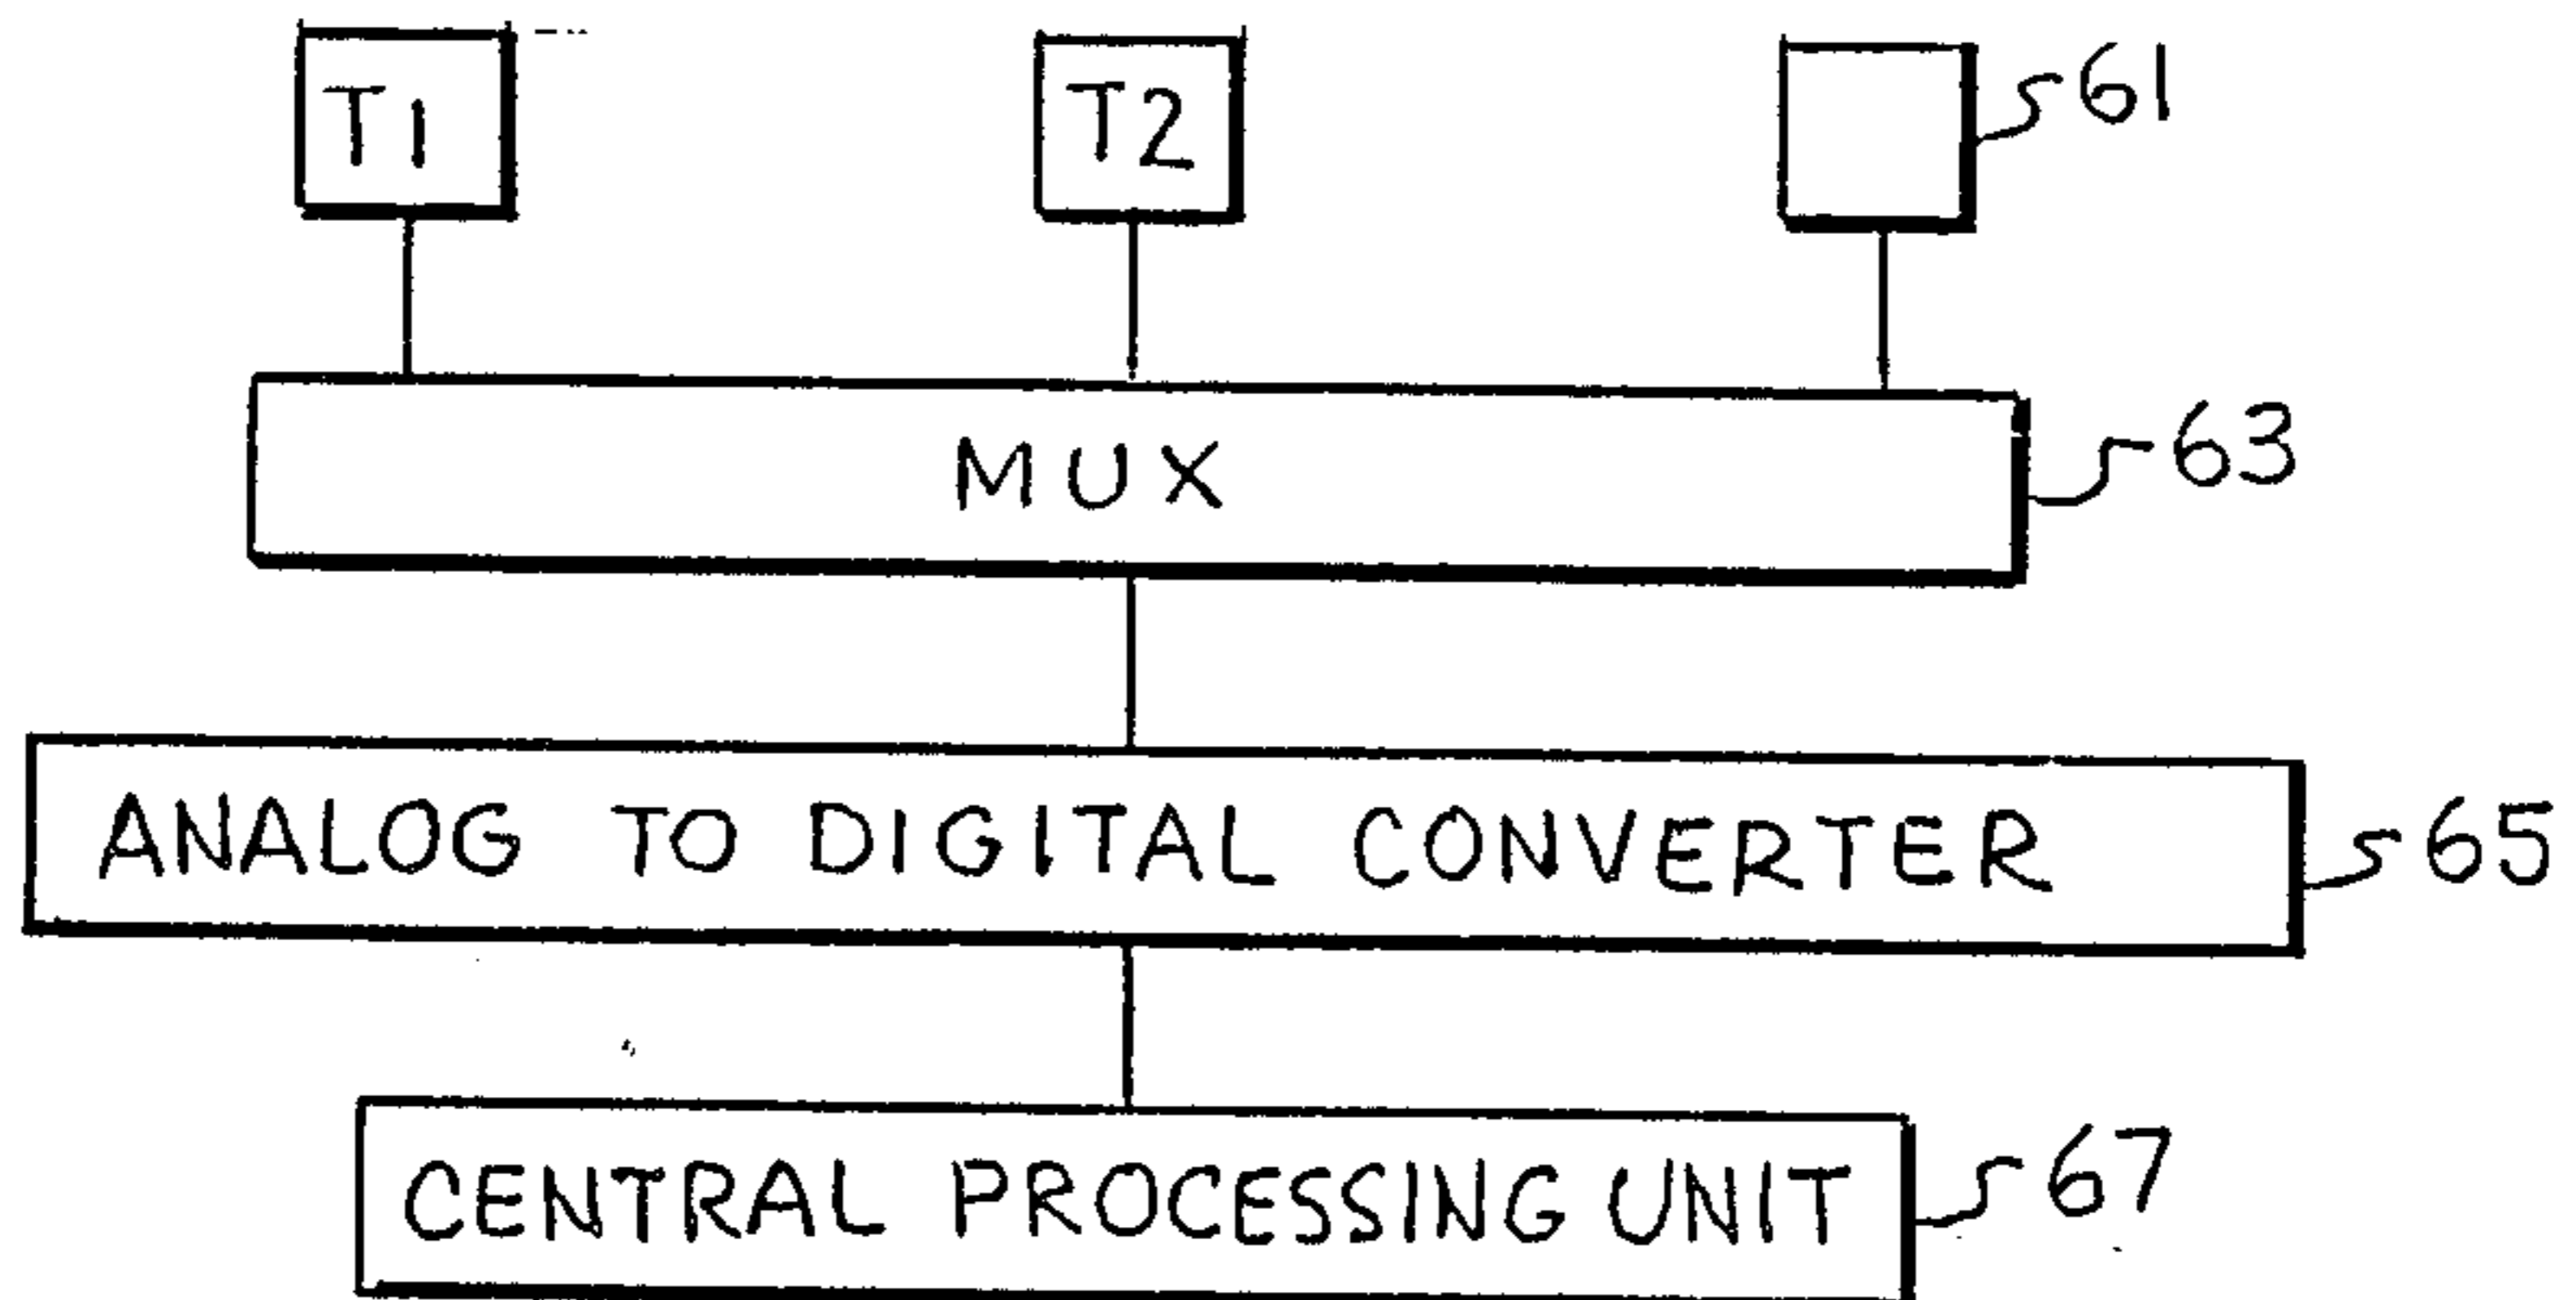 T1 T2 61
MUX 63
ANALOG TO DIGITAL CONVERTER 65
CENTRAL PROCESSING UNIT 67